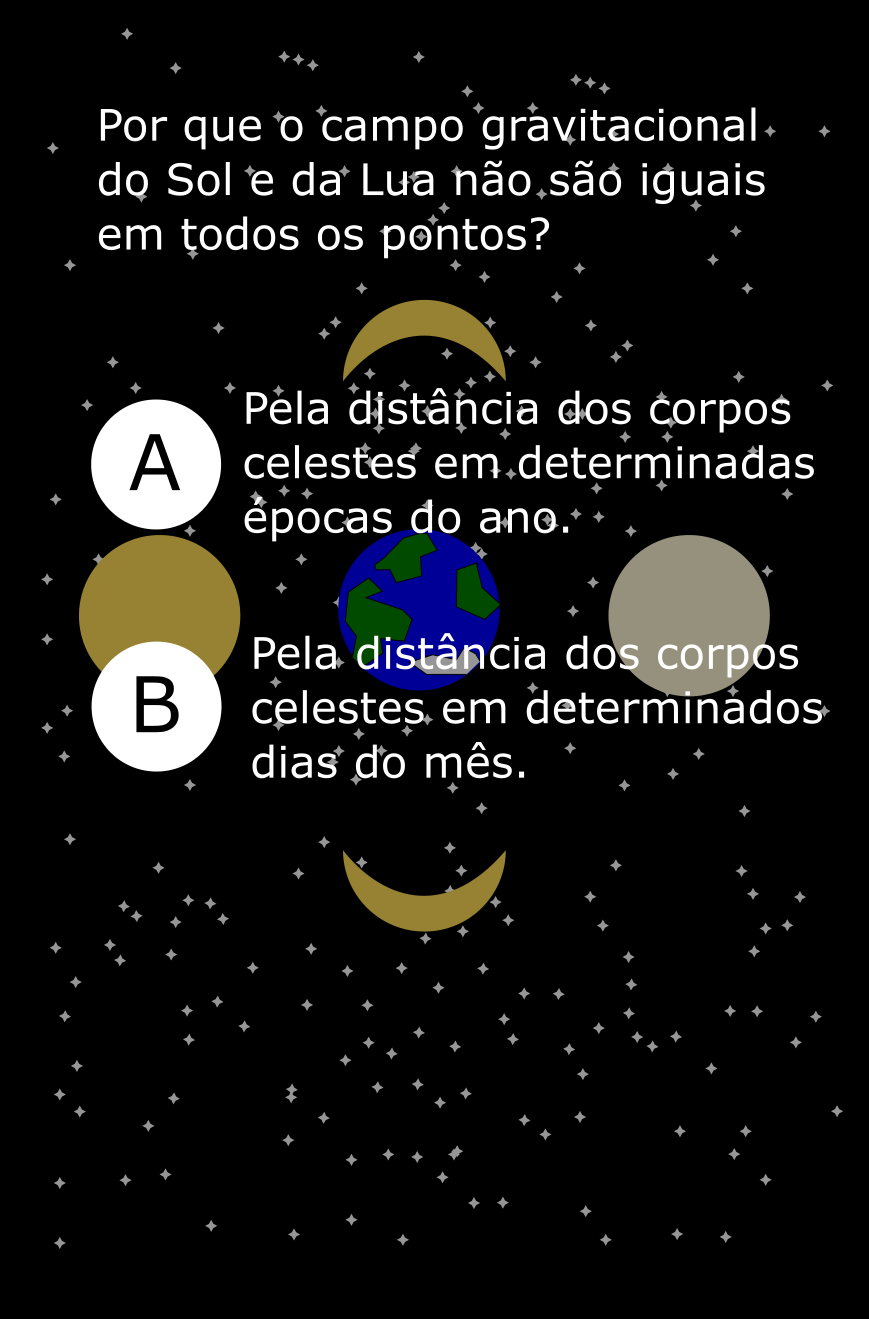 Por que o campo gravitacional
do Sol e da Lua não são iguais
em todos os pontos?
A
Pela distância dos corpos
celestes em determinadas
épocas do ano.
B
Pela distância dos corpos
celestes em determinados
dias do mês.